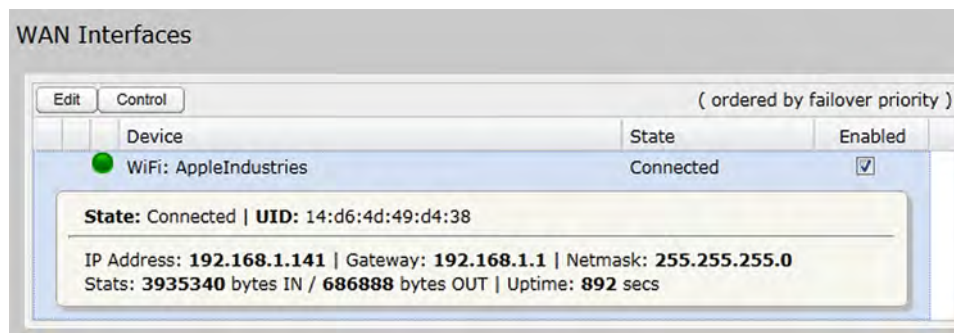 WAN Interfaces
Edit Control ( ordered by failover priority )
Device State Enabled
WiFi: AppleIndustries Connected
State: Connected | UID: 14:d6:4d:49:d4:38
IP Address: 192.168.1.141 | Gateway: 192.168.1.1 | Netmask: 255.255.255.0
Stats: 3935340 bytes IN / 686888 bytes OUT | Uptime: 892 secs